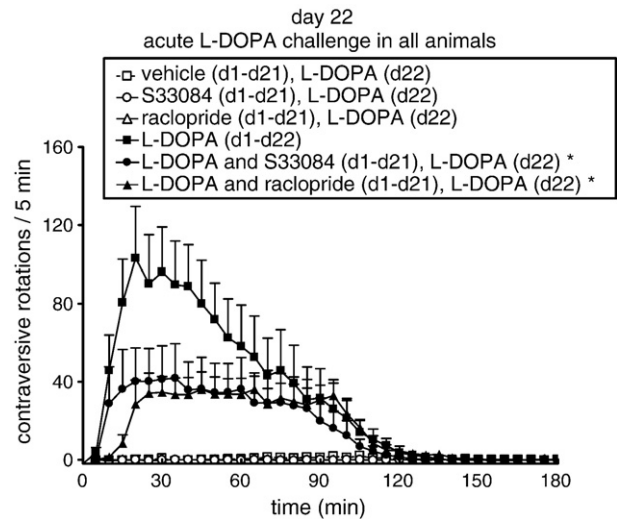 day 22
acute L-DOPA challenge in all animals
vehicle (d1-d21), L-DOPA (d22)
S33084 (d1-d21), L-DOPA (d22)
raclopride (d1-d21), L-DOPA (d22)
L-DOPA (d1-d22)
L-DOPA and S33084 (d1-d21), L-DOPA (d22) *
L-DOPA and raclopride (d1-d21), L-DOPA (d22) *
contraversive rotations / 5 min
160
120
80
40
0
0 30 60 90 120 150 180
time (min)